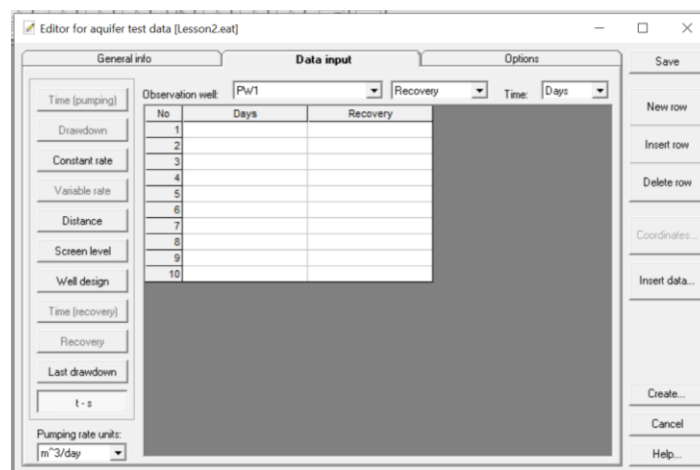 Editor for aquifer test data [Lesson2.eat]
General info
Data input
Options
Save
Time (pumping)
Observation well: PW1 Recovery Time: Days
No Days Recovery
1
2
3
4
5
6
7
8
9
10
Drawdown
Constant rate
Variable rate
Distance
Screen level
Well design
Time (recovery)
Recovery
Last drawdown
t - s
Pumping rate units:
m^3/day
New row
Insert row
Delete row
Coordinates...
Insert data...
Create...
Cancel
Help...